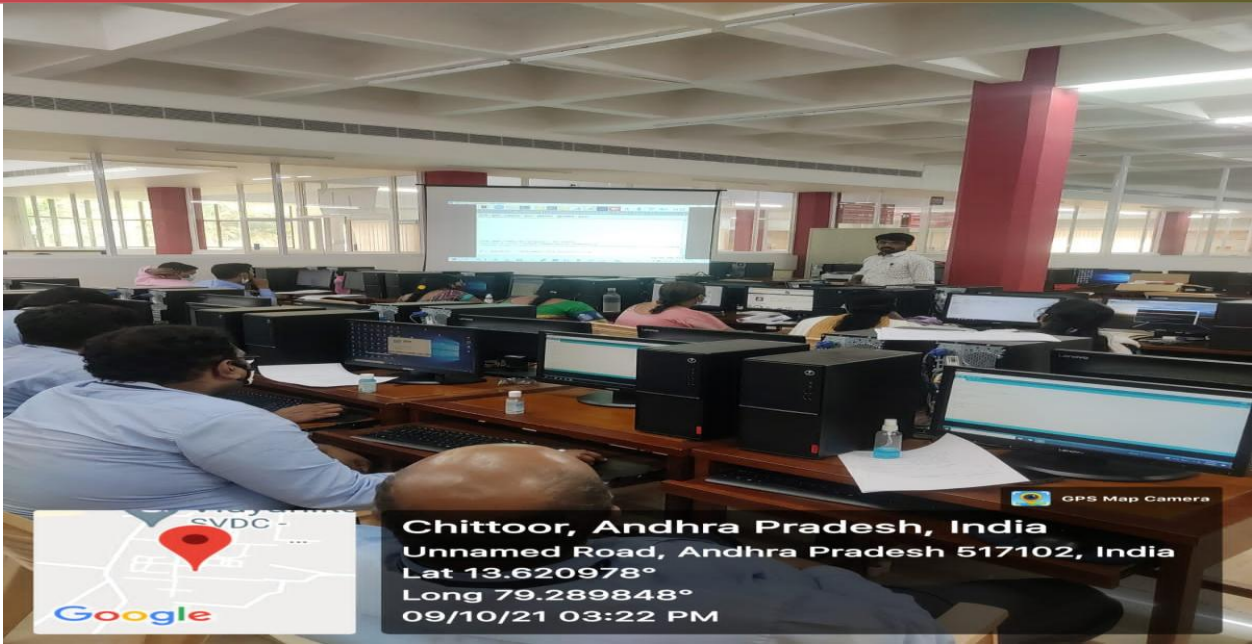 GPS Map Camera
SVDC -
...
Google
Chittoor, Andhra Pradesh, India
Unnamed Road, Andhra Pradesh 517102, India
Lat 13.620978°
Long 79.289848°
09/10/21 03:22 PM